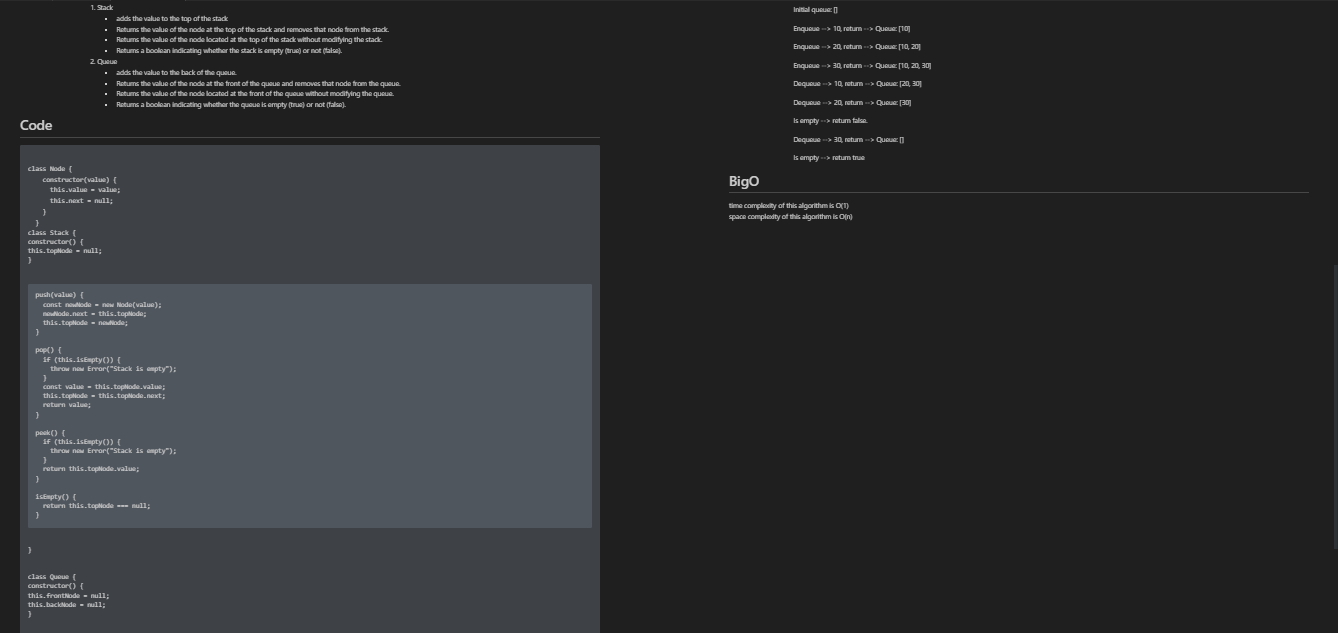 1. Stack
• adds the value to the top of the stack
• Returns the value of the node at the top of the stack and removes that node from the stack.
• Returns the value of the node located at the top of the stack without modifying the stack.
• Returns a boolean indicating whether the stack is empty (true) or not (false).
2. Queue
• adds the value to the back of the queue.
• Returns the value of the node at the front of the queue and removes that node from the queue.
• Returns the value of the node located at the front of the queue without modifying the queue.
• Returns a boolean indicating whether the queue is empty (true) or not (false).
Code
class Node {
constructor(value) {
this.value = value;
this.next = null;
}
}
class Stack {
constructor() {
this.topNode = null;
}
push(value) {
const newNode = new Node(value);
newNode.next = this.topNode;
this.topNode = newNode;
}
pop() {
if (this.isEmpty()) {
throw new Error("Stack is empty");
}
const value = this.topNode.value;
this.topNode = this.topNode.next;
return value;
}
peek() {
if (this.isEmpty()) {
throw new Error("Stack is empty");
}
return this.topNode.value;
}
isEmpty() {
return this.topNode === null;
}
}
class Queue {
constructor() {
this.frontNode = null;
this.backNode = null;
}
Initial queue: []
Enqueue --> 10, return --> Queue: [10]
Enqueue --> 20, return --> Queue: [10, 20]
Enqueue --> 30, return --> Queue: [10, 20, 30]
Dequeue --> 10, return --> Queue: [20, 30]
Dequeue --> 20, return --> Queue: [30]
Is empty --> return false.
Dequeue --> 30, return --> Queue: []
Is empty --> return true
BigO
time complexity of this algorithm is O(1)
space complexity of this algorithm is O(n)